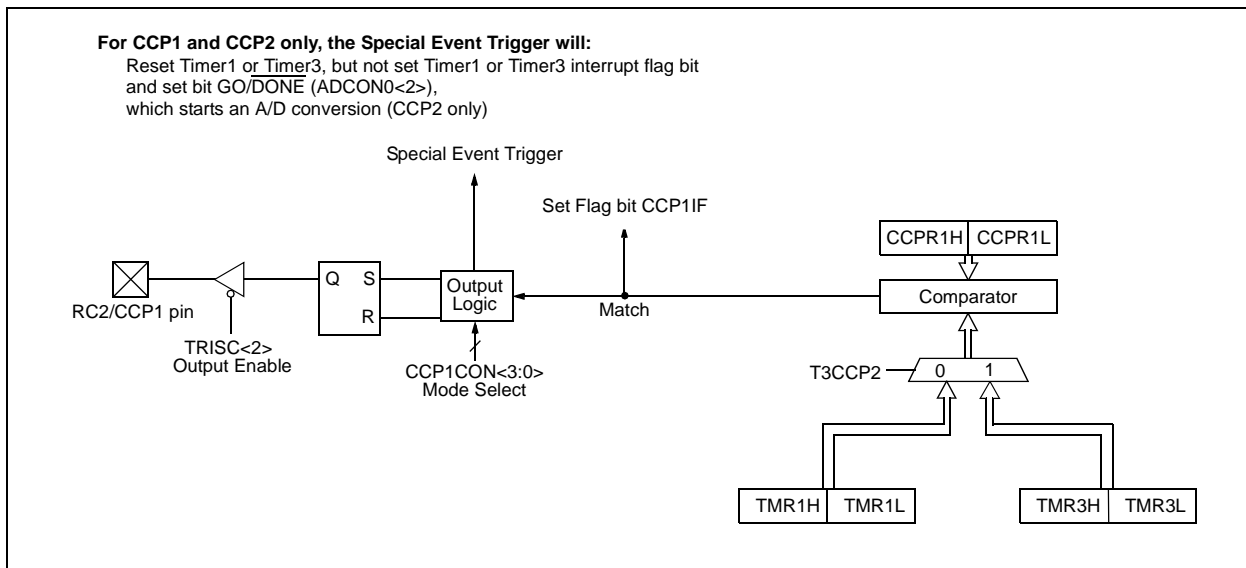 For CCP1 and CCP2 only, the Special Event Trigger will:
Reset Timer1 or Timer3, but not set Timer1 or Timer3 interrupt flag bit
and set bit GO/DONE (ADCON0<2>),
which starts an A/D conversion (CCP2 only)
Special Event Trigger
Set Flag bit CCP1IF
CCPR1H CCPR1L
Q S
R
Output
Logic
Comparator
Match
RC2/CCP1 pin
TRISC<2>
Output Enable
CCP1CON<3:0>
Mode Select
T3CCP2
0 1
TMR1H TMR1L
TMR3H TMR3L